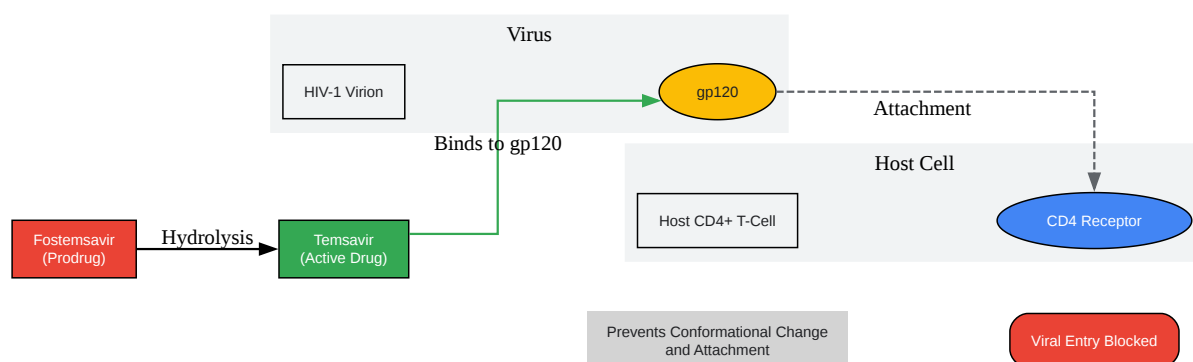 Virus
HIV-1 Virion
gp120
Attachment
Binds to gp120
Host Cell
Host CD4+ T-Cell
CD4 Receptor
Fostemsavir
(Prodrug)
Hydrolysis
Temsavir
(Active Drug)
Prevents Conformational Change
and Attachment
Viral Entry Blocked